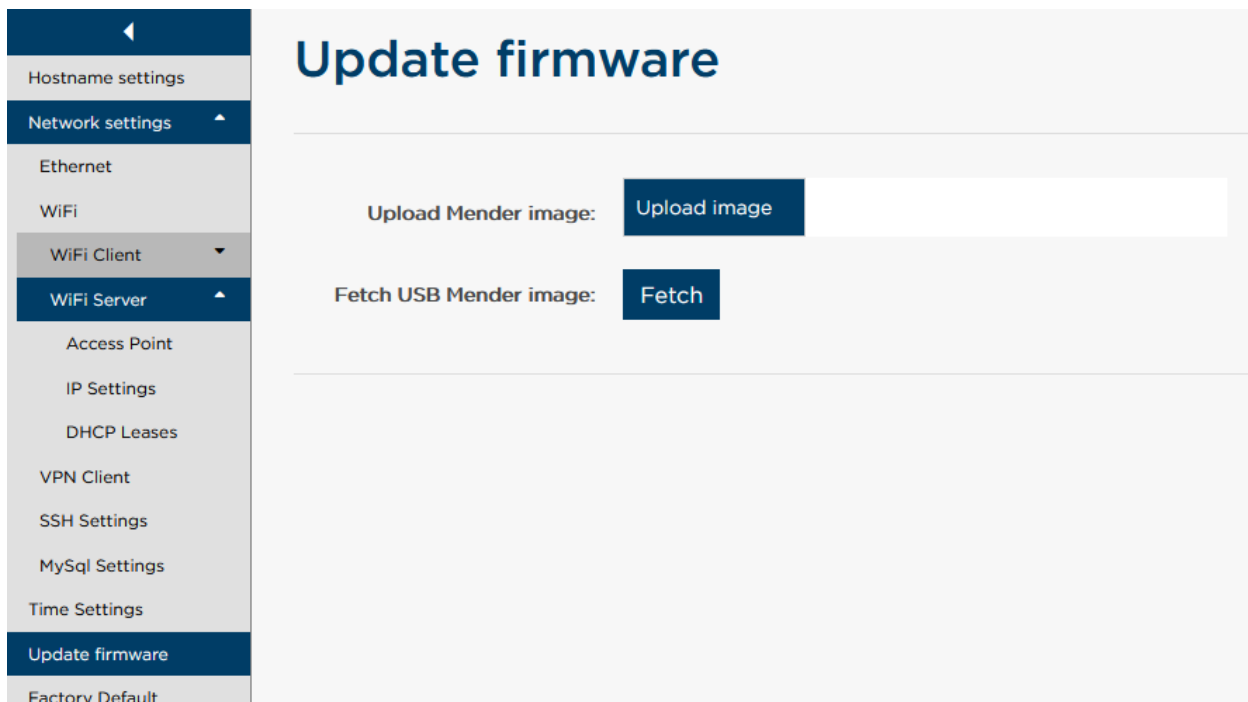 Hostname settings
Network settings
Ethernet
WiFi
WiFi Client
WiFi Server
Access Point
IP Settings
DHCP Leases
VPN Client
SSH Settings
MySql Settings
Time Settings
Update firmware
Factory Default
Update firmware
Upload Mender image: Upload image
Fetch USB Mender image: Fetch